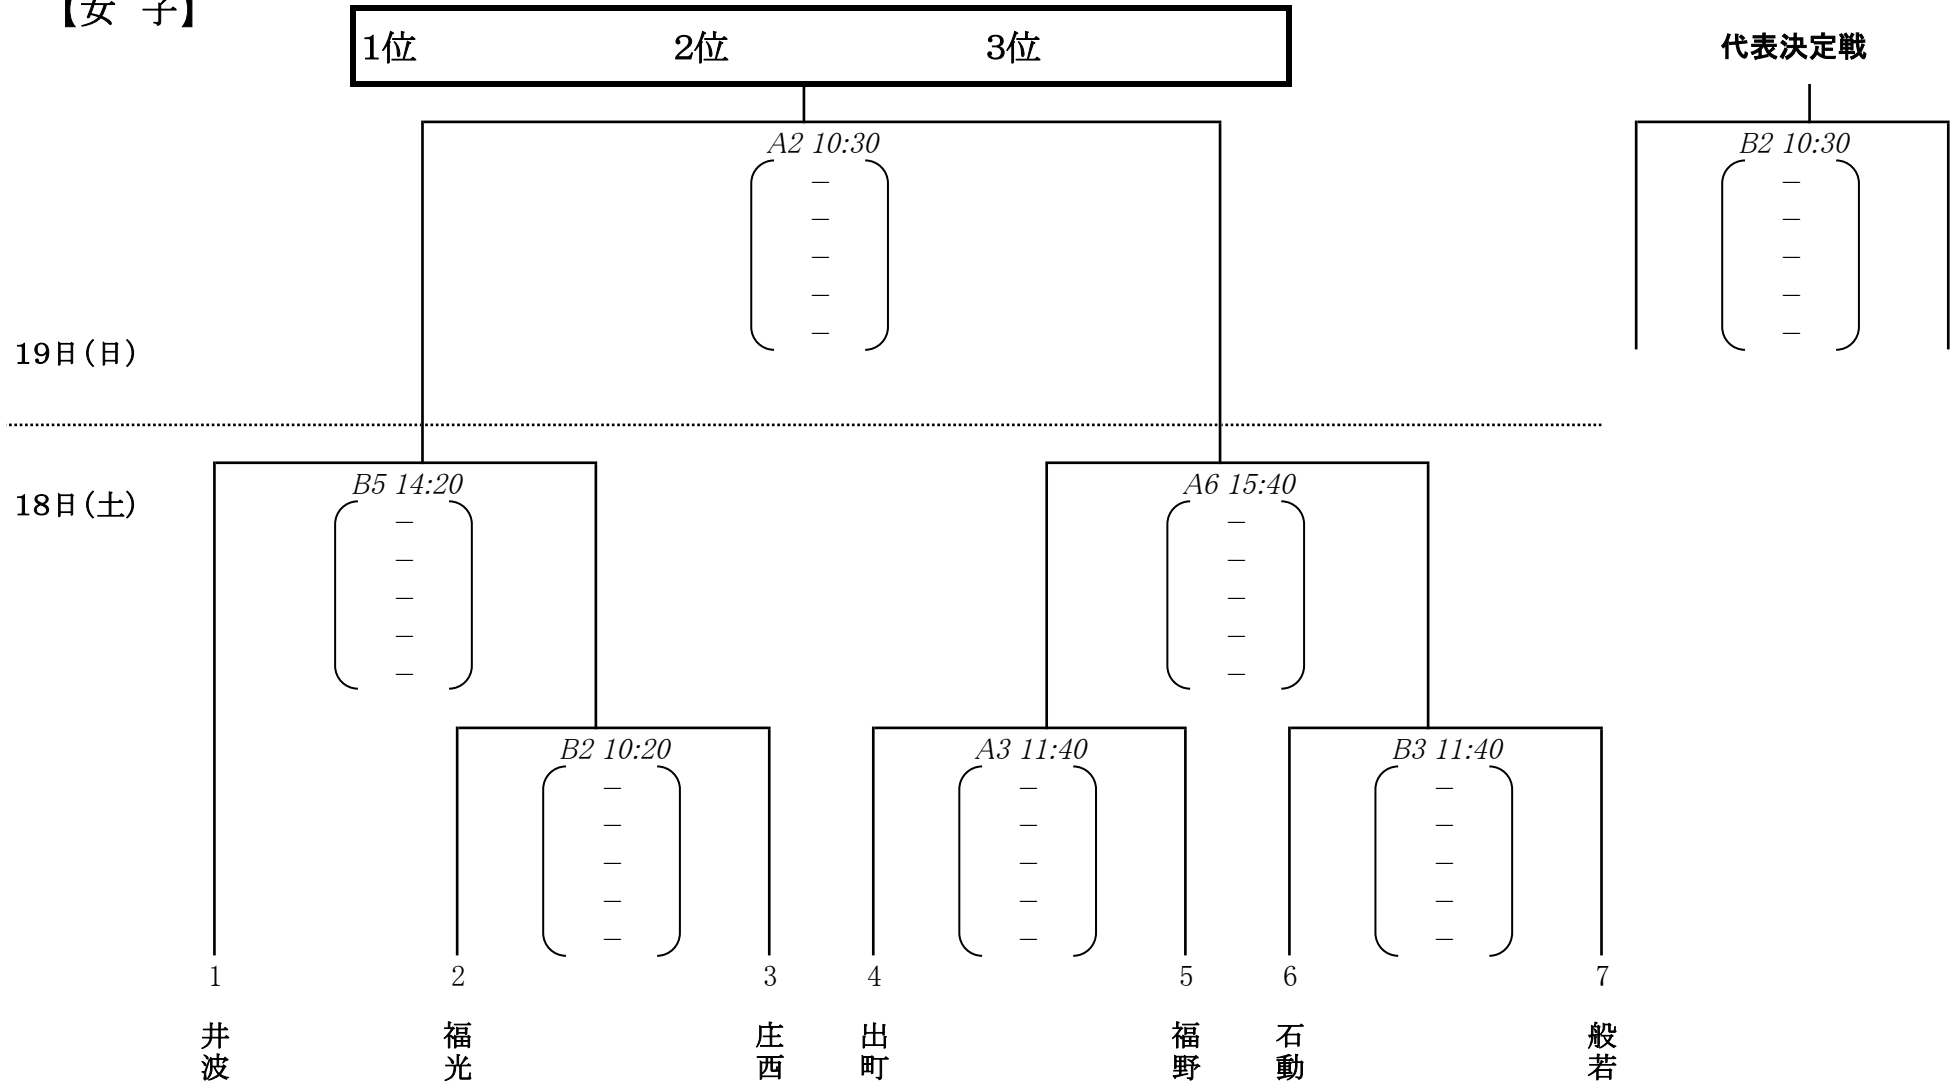 【女 子】
1位 2位 3位
代表決定戦
A2 10:30
B2 10:30
－ －
－ －
－ －
－ －
－ －
19日(日)
B5 14:20
A6 15:40
18日(土)
－ －
－ －
－ －
－ －
－ －
B2 10:20
A3 11:40
B3 11:40
－ － －
－ － －
－ － －
－ － －
－ － －
1 2 3 4 5 6 7
井波
福光
庄西
出町
福野
石動
般若